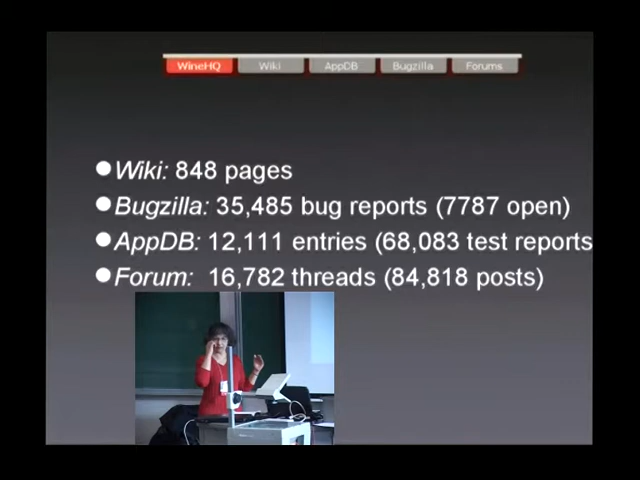 WineHQ Wiki AppDB Bugzilla Forums
Wiki: 848 pages
Bugzilla: 35,485 bug reports (7787 open)
AppDB: 12,111 entries (68,083 test reports
Forum: 16,782 threads (84,818 posts)